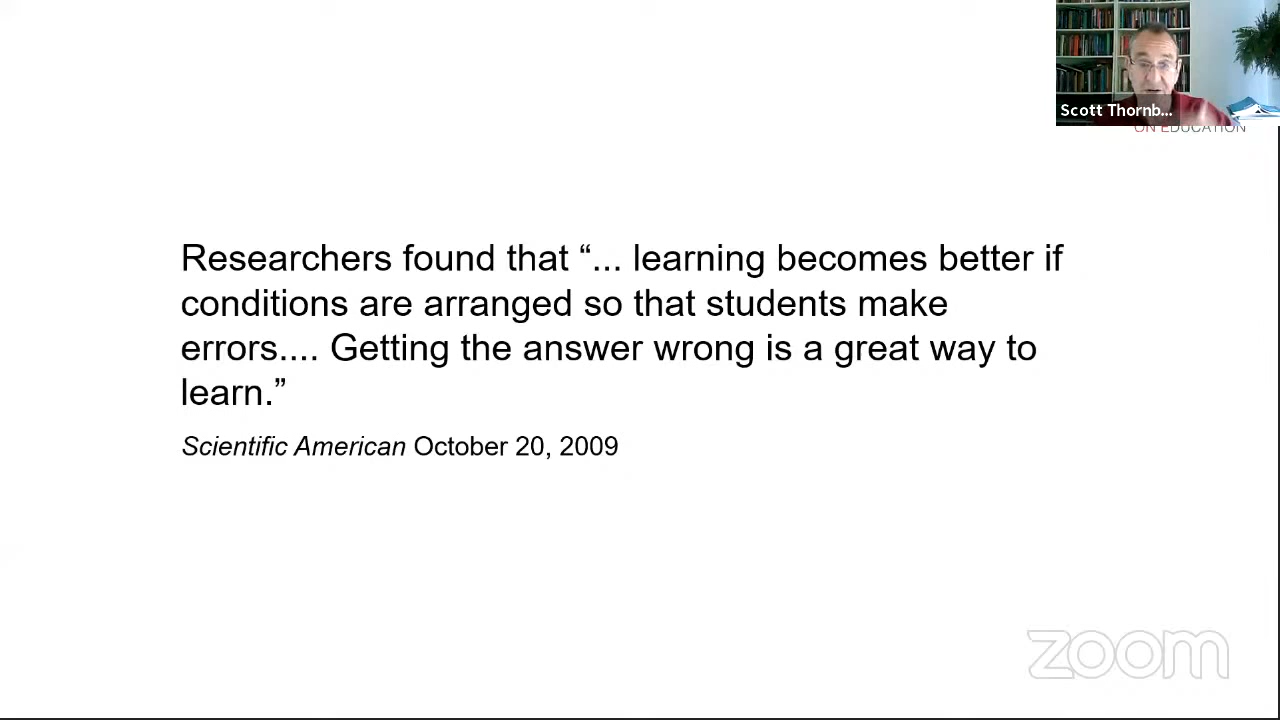 Scott Thornb...
ON EDUCATION
Researchers found that “... learning becomes better if
conditions are arranged so that students make
errors.... Getting the answer wrong is a great way to
learn.”
Scientific American October 20, 2009
zoom